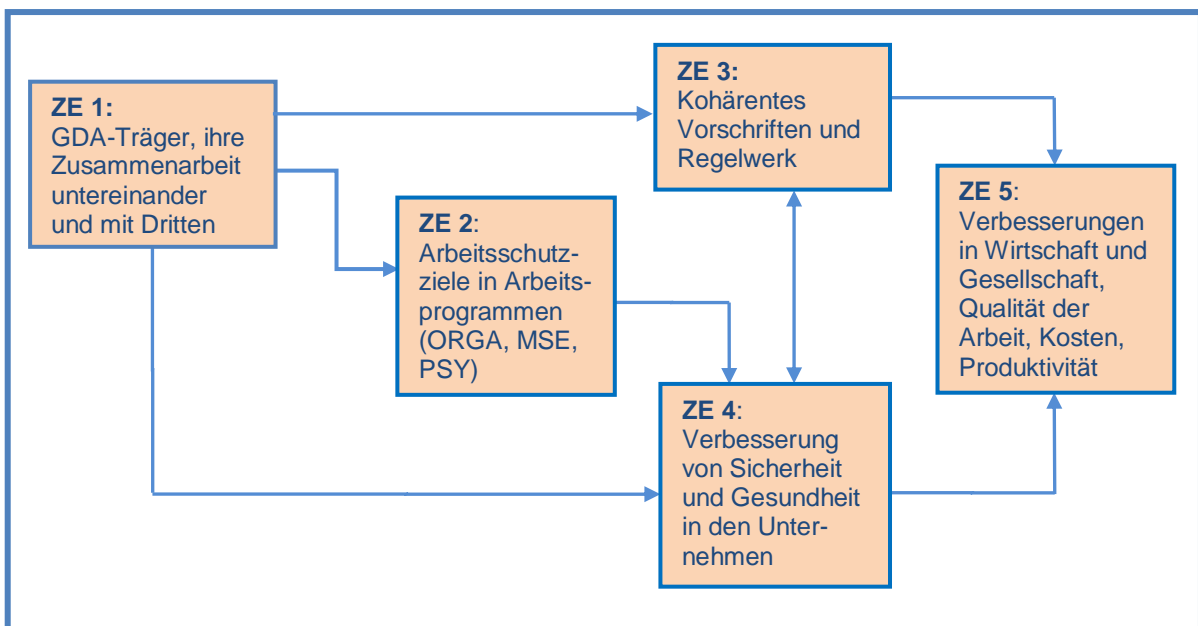 ZE 1:
GDA-Träger, ihre
Zusammenarbeit
untereinander
und mit Dritten
ZE 2:
Arbeitsschutz-
ziele in Arbeits-
programmen
(ORGA, MSE,
PSY)
ZE 3:
Kohärentes
Vorschriften und
Regelwerk
ZE 4:
Verbesserung
von Sicherheit
und Gesundheit
in den Unter-
nehmen
ZE 5:
Verbesserungen
in Wirtschaft und
Gesellschaft,
Qualität der
Arbeit, Kosten,
Produktivität